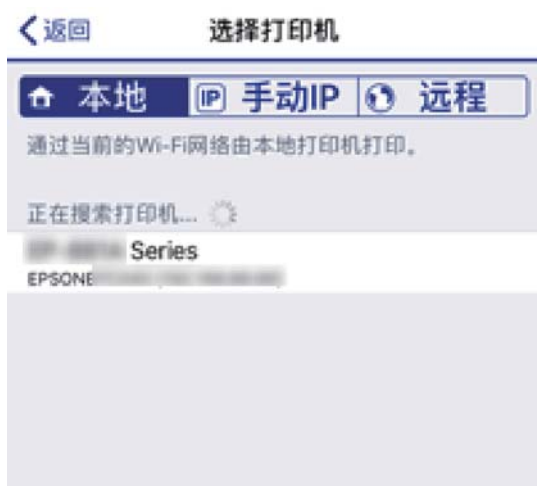 返回
选择打印机
本地
IP 手动IP
远程
通过当前的Wi-Fi网络由本地打印机打印。
正在搜索打印机...
Series
EPSONE